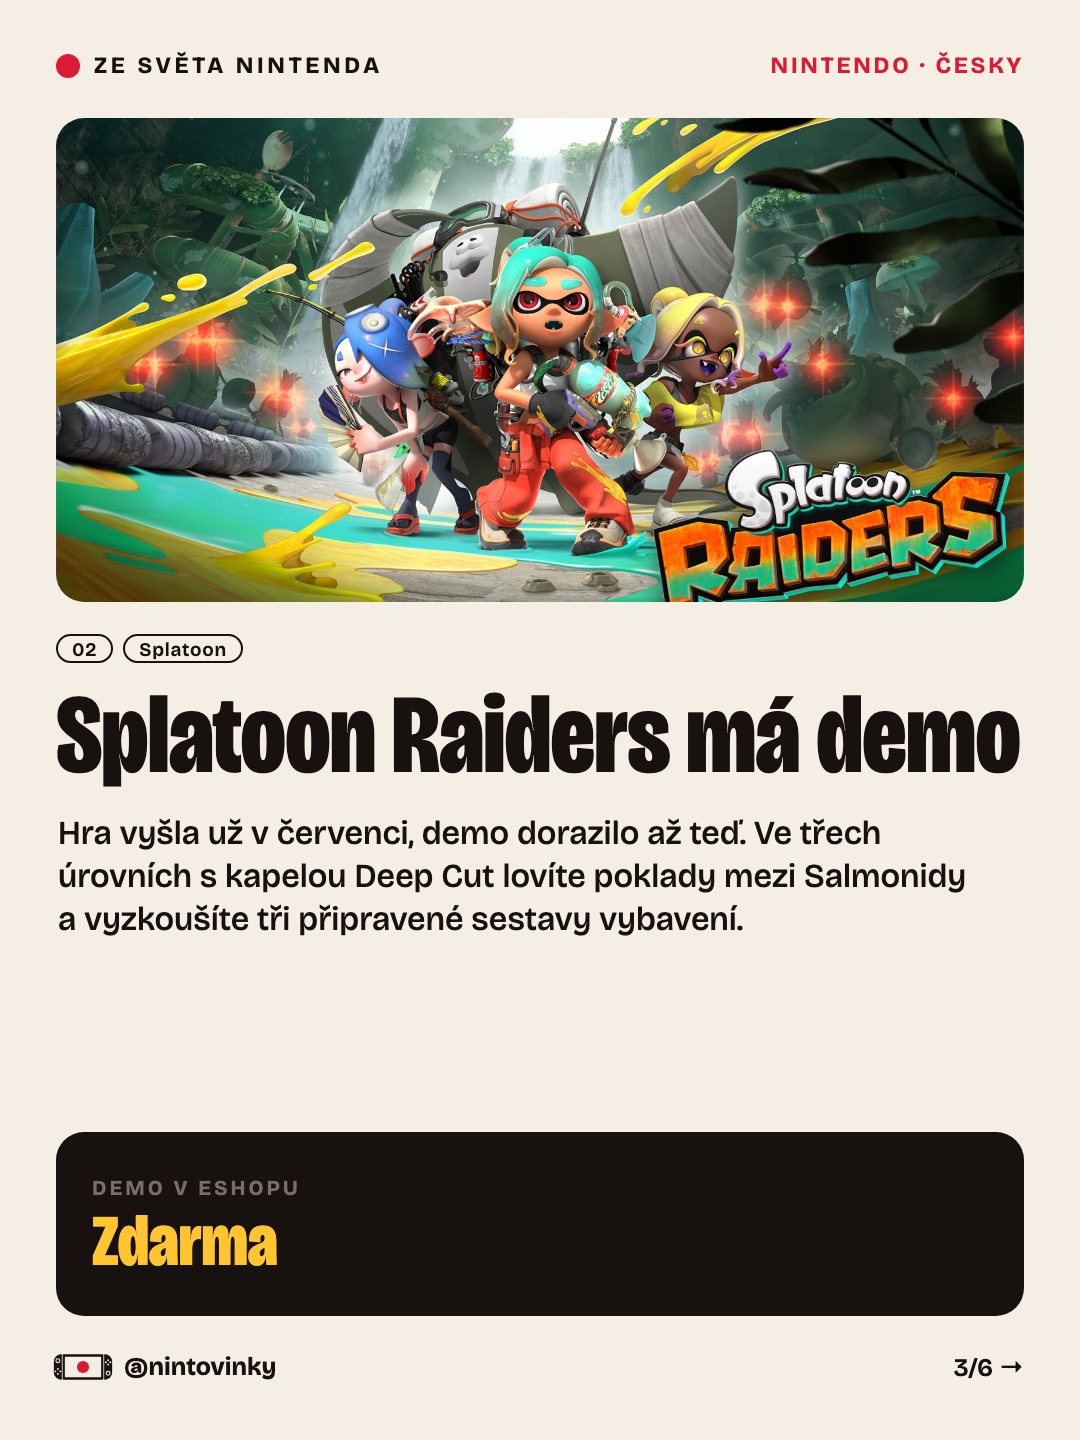 ZE SVĚTA NINTENDA
NINTENDO · ČESKY
Splatoon™
RAIDERS
02
Splatoon
Splatoon Raiders má demo
Hra vyšla už v červenci, demo dorazilo až teď. Ve třech
úrovních s kapelou Deep Cut lovíte poklady mezi Salmonidy
a vyzkoušíte tři připravené sestavy vybavení.
DEMO V ESHOPU
Zdarma
@nintovinky
3/6 →